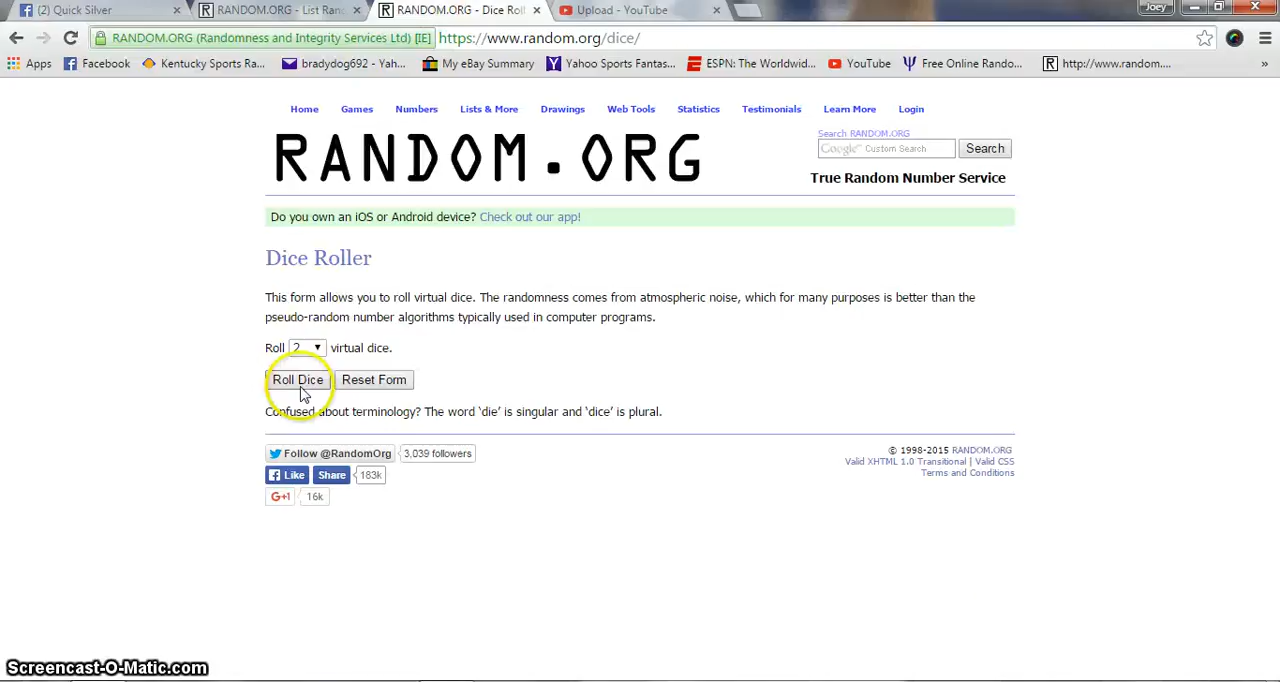 (2) Quick Silver
RANDOM.ORG - List Ran
RANDOM.ORG - Dice Roll
Upload - YouTube
Joey
RANDOM.ORG (Randomness and Integrity Services Ltd) [IE]
https://www.random.org/dice/
Apps
Facebook
Kentucky Sports Ra...
bradydog692 - Yah...
My eBay Summary
Yahoo Sports Fantas...
ESPN: The Worldwid...
YouTube
Free Online Rando...
http://www.random....
»
Home Games Numbers Lists & More Drawings Web Tools Statistics Testimonials Learn More Login
RANDOM.ORG
Search RANDOM.ORG
Google Custom Search
Search
True Random Number Service
Do you own an iOS or Android device? Check out our app!
Dice Roller
This form allows you to roll virtual dice. The randomness comes from atmospheric noise, which for many purposes is better than the
pseudo-random number algorithms typically used in computer programs.
Roll 2 virtual dice.
Roll Dice Reset Form
Confused about terminology? The word ‘die’ is singular and ‘dice’ is plural.
Follow @RandomOrg 3,039 followers
Like Share 183k
G+1 16k
© 1998-2015 RANDOM.ORG
Valid XHTML 1.0 Transitional | Valid CSS
Terms and Conditions
Screencast-O-Matic.com